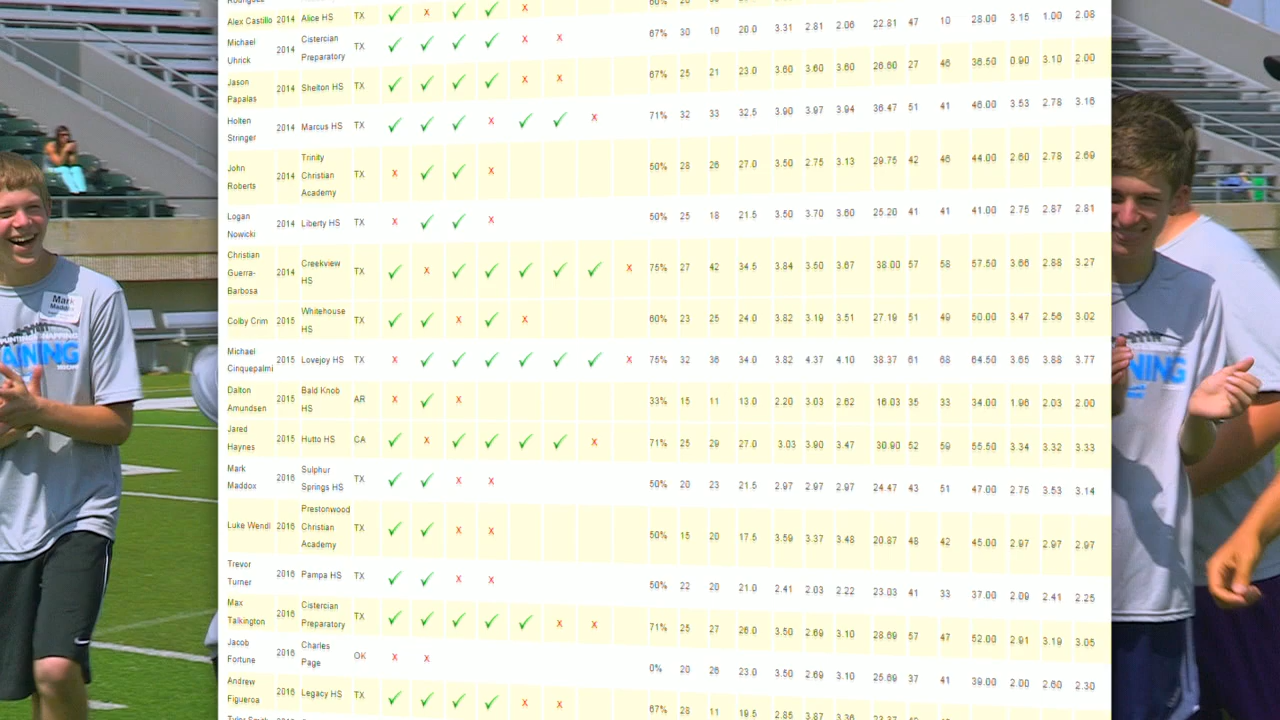 Alex Castillo 2014 Alice HS TX ✓ X ✓ ✓ X 28.00 3.15 1.00 2.08
Michael Uhrick 2014 Cistercian Preparatory TX ✓ ✓ ✓ ✓ X X 67% 30 10 20.0 3.31 2.81 2.06 22.81 47 10
Jason Papalas 2014 Shelton HS TX ✓ ✓ ✓ ✓ X X 67% 25 21 23.0 3.60 3.60 3.60 26.60 27 46 36.50 0.90 3.10 2.00
Holten Stringer 2014 Marcus HS TX ✓ ✓ ✓ X ✓ ✓ X 71% 32 33 32.5 3.90 3.97 3.94 36.47 51 41 46.00 3.53 2.78 3.16
John Roberts 2014 Trinity Christian Academy TX X ✓ ✓ X 50% 28 26 27.0 3.50 2.75 3.13 29.75 42 46 44.00 2.60 2.78 2.69
Logan Nowicki 2014 Liberty HS TX X ✓ ✓ X 50% 25 18 21.5 3.50 3.70 3.60 25.20 41 41 41.00 2.75 2.87 2.81
Christian Guerra-Barbosa 2014 Creekview HS TX ✓ X ✓ ✓ ✓ ✓ ✓ X 75% 27 42 34.5 3.84 3.50 3.67 38.00 57 58 57.50 3.66 2.88 3.27
Colby Crim 2015 Whitehouse HS TX ✓ ✓ X ✓ X 60% 23 25 24.0 3.82 3.19 3.51 27.19 51 49 50.00 3.47 2.56 3.02
Michael Cinquepalmi 2015 Lovejoy HS TX X ✓ ✓ ✓ ✓ ✓ ✓ X 75% 32 36 34.0 3.82 4.37 4.10 38.37 61 68 64.50 3.65 3.88 3.77
Dalton Amundsen 2015 Bald Knob HS AR X ✓ X 33% 15 11 13.0 2.20 3.03 2.62 16.03 35 33 34.00 1.96 2.03 2.00
Jared Haynes 2015 Hutto HS CA ✓ X ✓ ✓ ✓ ✓ X 71% 25 29 27.0 3.03 3.90 3.47 30.90 52 59 55.50 3.34 3.32 3.33
Mark Maddox 2016 Sulphur Springs HS TX ✓ ✓ X X 50% 20 23 21.5 2.97 2.97 2.97 24.47 43 51 47.00 2.75 3.53 3.14
Luke Wendl 2016 Prestonwood Christian Academy TX ✓ ✓ X X 50% 15 20 17.5 3.59 3.37 3.48 20.87 48 42 45.00 2.97 2.97 2.97
Trevor Turner 2016 Pampa HS TX ✓ ✓ X X 50% 22 20 21.0 2.41 2.03 2.22 23.03 41 33 37.00 2.09 2.41 2.25
Max Talkington 2016 Cistercian Preparatory TX ✓ ✓ ✓ ✓ ✓ X X 71% 25 27 26.0 3.50 2.69 3.10 28.69 57 47 52.00 2.91 3.19 3.05
Jacob Fortune 2016 Charles Page OK X X 0% 20 26 23.0 3.50 2.69 3.10 25.69 37 41 39.00 2.00 2.60 2.30
Andrew Figueroa 2016 Legacy HS TX ✓ ✓ ✓ ✓ X X 67% 28 11 19.5 2.85 3.87 3.36
Mark
Maddox